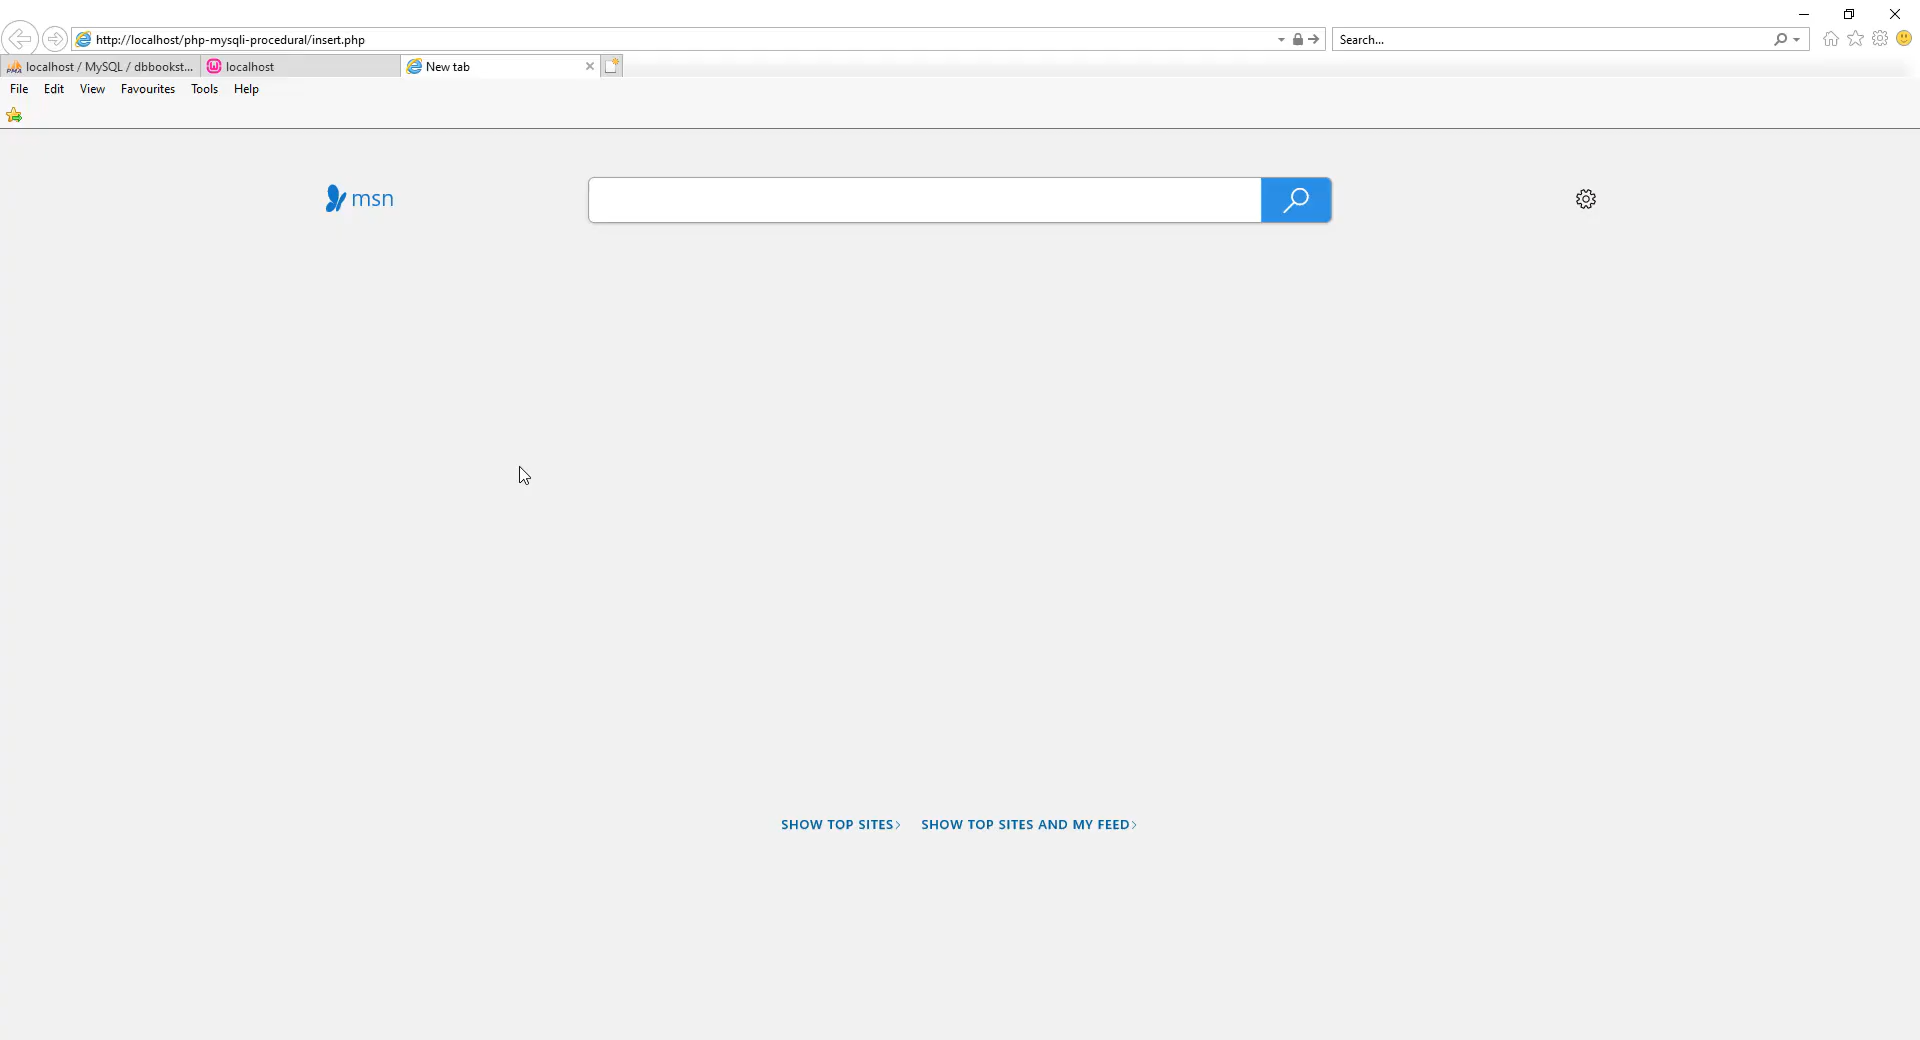 http://localhost/php-mysqli-procedural/insert.php
Search...
localhost / MySQL / dbbookst...
localhost
New tab
File Edit View Favourites Tools Help
msn
SHOW TOP SITES
SHOW TOP SITES AND MY FEED